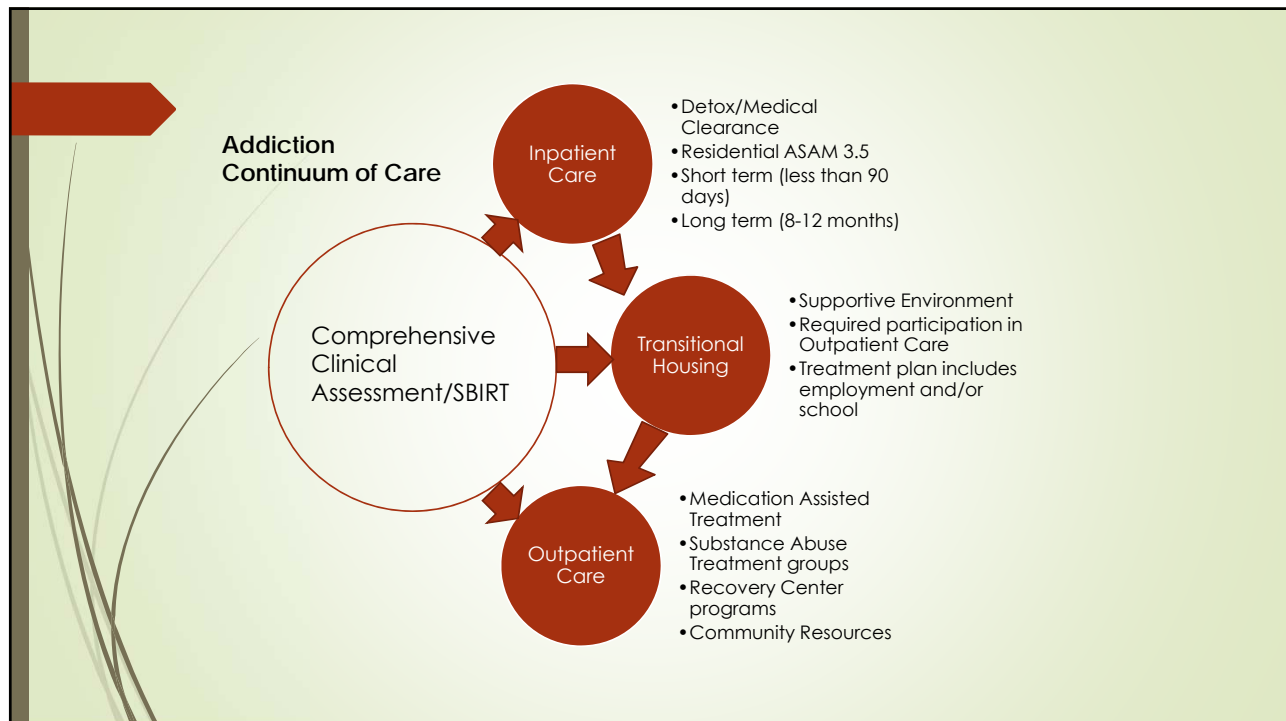 Addiction
Continuum of Care
Comprehensive
Clinical
Assessment/SBIRT
Inpatient
Care
•Detox/Medical
Clearance
•Residential ASAM 3.5
•Short term (less than 90
days)
•Long term (8-12 months)
Transitional
Housing
•Supportive Environment
•Required participation in
Outpatient Care
•Treatment plan includes
employment and/or
school
Outpatient
Care
•Medication Assisted
Treatment
•Substance Abuse
Treatment groups
•Recovery Center
programs
•Community Resources